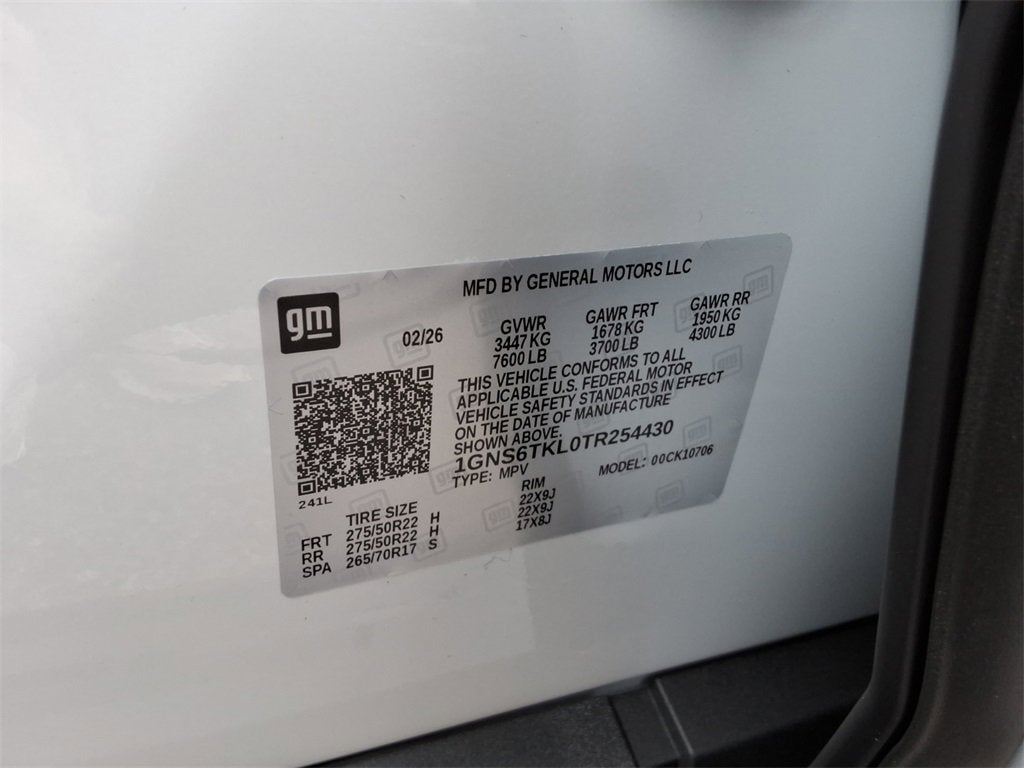 MFD BY GENERAL MOTORS LLC
gm
02/26
GVWR GAWR FRT GAWR RR
3447 KG 1678 KG 1950 KG
7600 LB 3700 LB 4300 LB
THIS VEHICLE CONFORMS TO ALL
APPLICABLE U.S. FEDERAL MOTOR
VEHICLE SAFETY STANDARDS IN EFFECT
ON THE DATE OF MANUFACTURE
SHOWN ABOVE.
1GNS6TKL0TR254430
TYPE: MPV MODEL: 00CK10706
241L
TIRE SIZE RIM
FRT 275/50R22 H 22X9J
RR 275/50R22 H 22X9J
SPA 265/70R17 S 17X8J